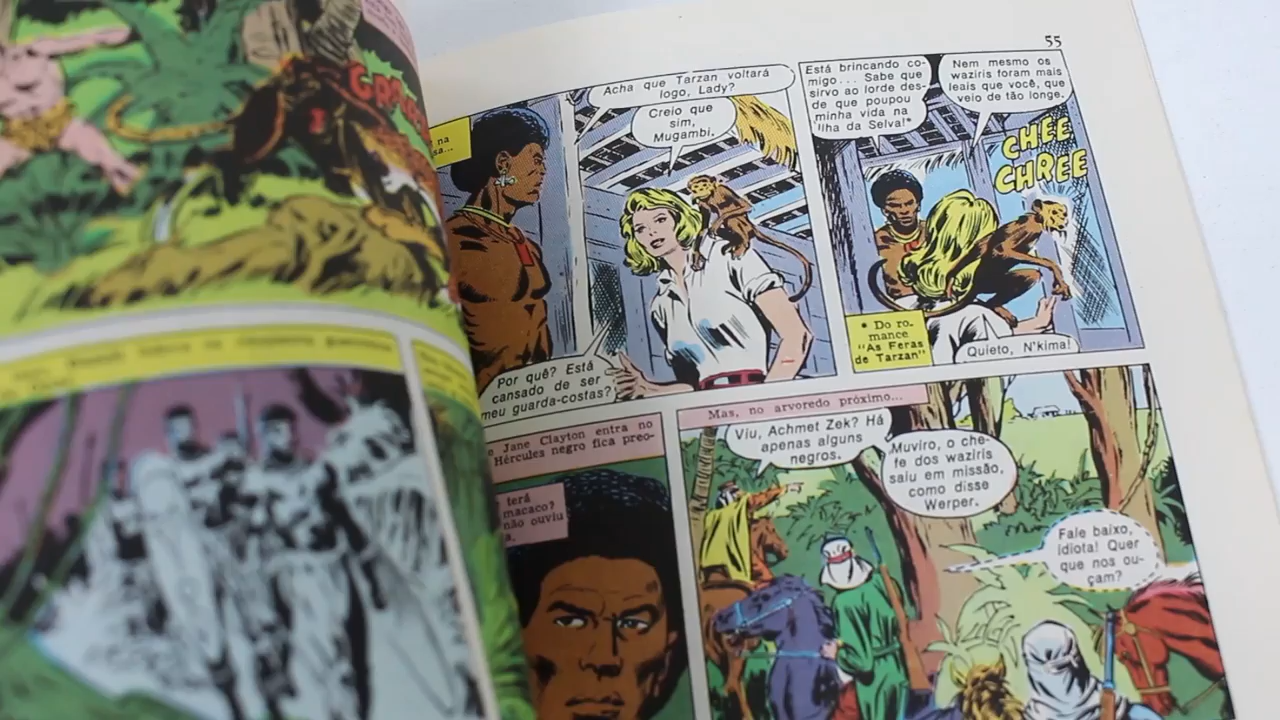 GR
55
na
sa...
Acha que Tarzan voltará
logo, Lady?
Creio que
sim,
Mugambi.
Por quê? Está
cansado de ser
meu guarda-costas?
Está brincando co-
migo... Sabe que
sirvo ao lorde des-
de que poupou
minha vida na
Ilha da Selva!*
Nem mesmo os
waziris foram mais
leais que você, que
veio de tão longe.
CHEE
CHREE
* Do ro-
mance
"As Feras
de Tarzan"
Quieto, N'kima!
e Jane Clayton entra no
Hércules negro fica preo-
terá
macaco?
não ouviu
a.
Mas, no arvoredo próximo...
Viu, Achmet Zek? Há
apenas alguns
negros.
Muviro, o che-
fe dos waziris
saiu em missão,
como disse
Werper.
Fale baixo,
idiota! Quer
que nos ou-
çam?